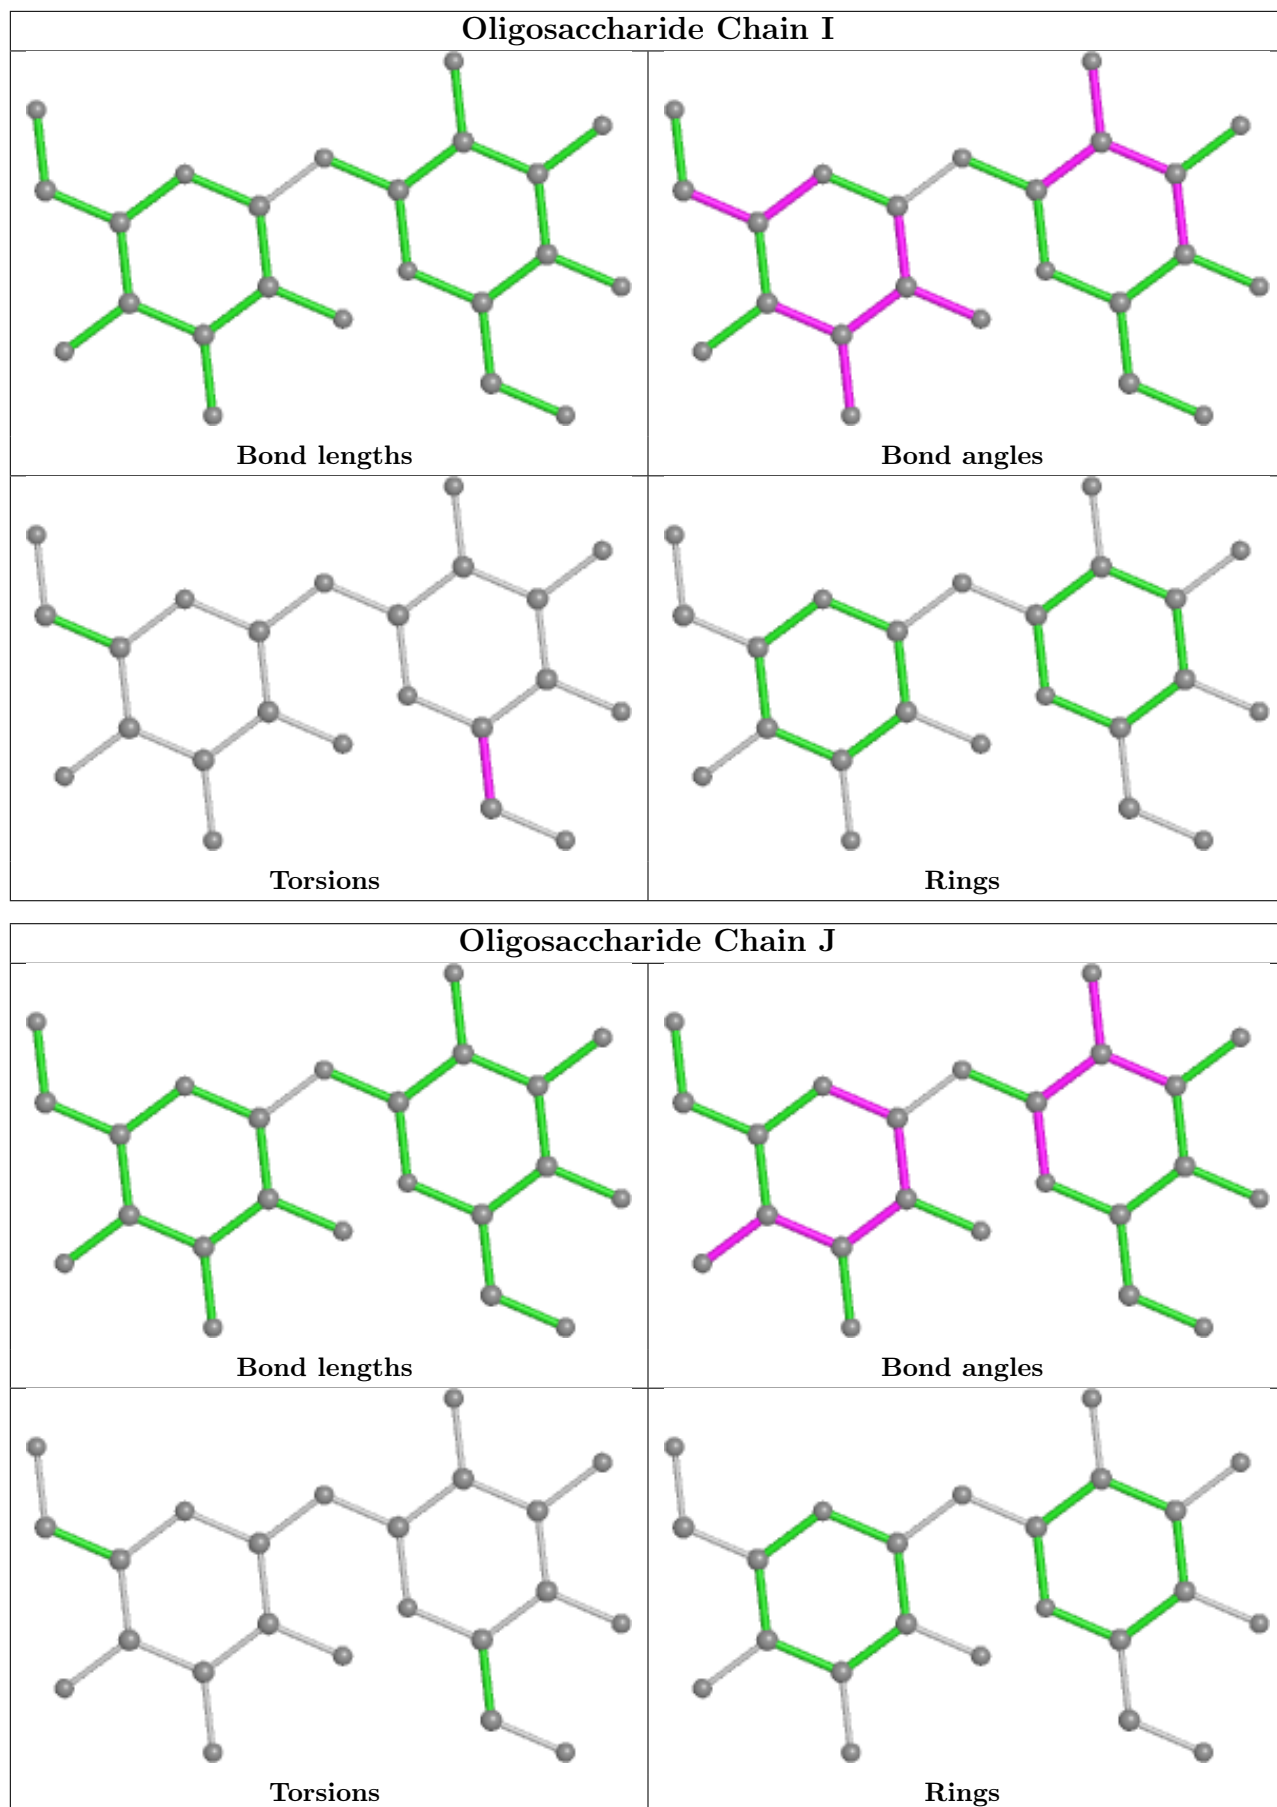 Oligosaccharide Chain I
Bond lengths
Bond angles
Torsions
Rings
Oligosaccharide Chain J
Bond lengths
Bond angles
Torsions
Rings